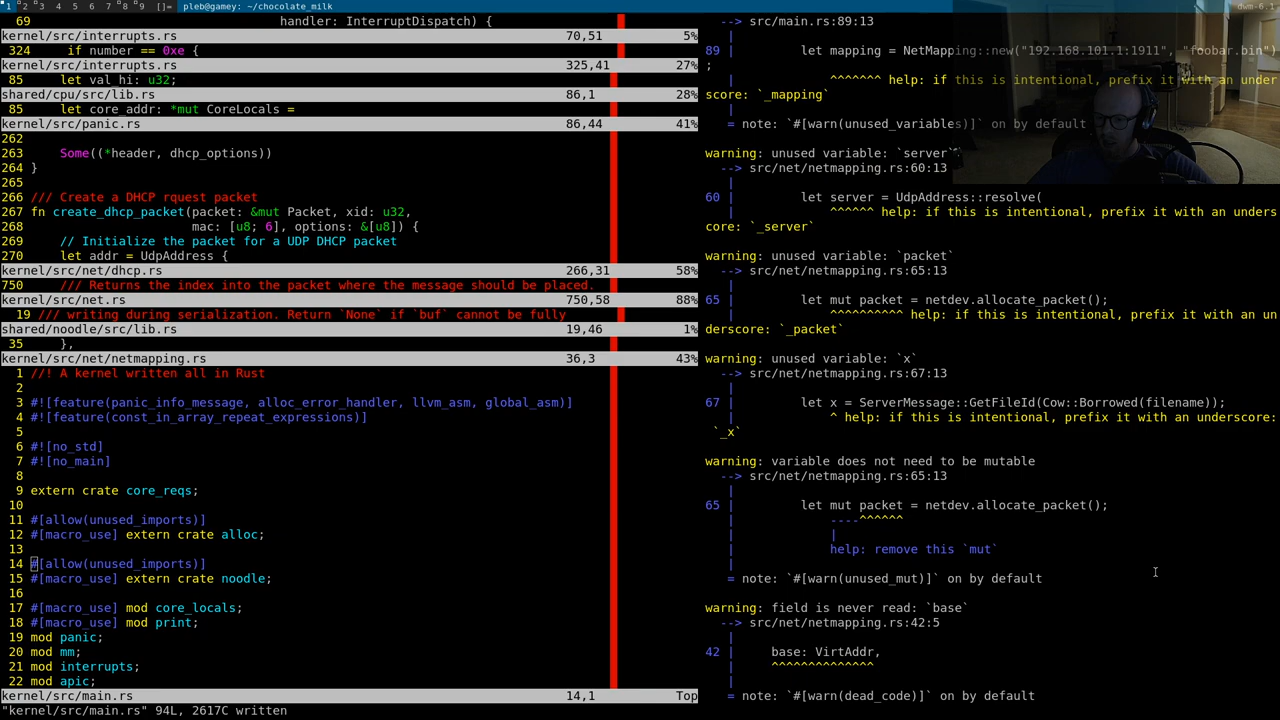 1 2 3 4 5 6 7 8 9 []= pleb@gamey: ~/chocolate_milk dwm-6.1
69 handler: InterruptDispatch) {
kernel/src/interrupts.rs 70,51 5%
324 if number == 0xe {
kernel/src/interrupts.rs 325,41 27%
85 let val_hi: u32;
shared/cpu/src/lib.rs 86,1 28%
85 let core_addr: *mut CoreLocals =
kernel/src/panic.rs 86,44 41%
262
263 Some((*header, dhcp_options))
264 }
265
266 /// Create a DHCP rquest packet
267 fn create_dhcp_packet(packet: &mut Packet, xid: u32,
268 mac: [u8; 6], options: &[u8]) {
269 // Initialize the packet for a UDP DHCP packet
270 let addr = UdpAddress {
kernel/src/net/dhcp.rs 266,31 58%
750 /// Returns the index into the packet where the message should be placed.
kernel/src/net.rs 750,58 88%
19 /// writing during serialization. Return `None` if `buf` cannot be fully
shared/noodle/src/lib.rs 19,46 1%
35 },
kernel/src/net/netmapping.rs 36,3 43%
1 //! A kernel written all in Rust
2
3 #![feature(panic_info_message, alloc_error_handler, llvm_asm, global_asm)]
4 #![feature(const_in_array_repeat_expressions)]
5
6 #![no_std]
7 #![no_main]
8
9 extern crate core_reqs;
10
11 #[allow(unused_imports)]
12 #[macro_use] extern crate alloc;
13
14 #[allow(unused_imports)]
15 #[macro_use] extern crate noodle;
16
17 #[macro_use] mod core_locals;
18 #[macro_use] mod print;
19 mod panic;
20 mod mm;
21 mod interrupts;
22 mod apic;
kernel/src/main.rs 14,1 Top
"kernel/src/main.rs" 94L, 2617C written
--> src/main.rs:89:13
|
89 | let mapping = NetMapping::new("192.168.101.1:1911", "foobar.bin")
;
| ^^^^^^^ help: if this is intentional, prefix it with an under
score: `_mapping`
|
= note: `#[warn(unused_variables)]` on by default
warning: unused variable: `server`
--> src/net/netmapping.rs:60:13
|
60 | let server = UdpAddress::resolve(
| ^^^^^^ help: if this is intentional, prefix it with an unders
core: `_server`
warning: unused variable: `packet`
--> src/net/netmapping.rs:65:13
|
65 | let mut packet = netdev.allocate_packet();
| ^^^^^^^^^^ help: if this is intentional, prefix it with an un
derscore: `_packet`
warning: unused variable: `x`
--> src/net/netmapping.rs:67:13
|
67 | let x = ServerMessage::GetFileId(Cow::Borrowed(filename));
| ^ help: if this is intentional, prefix it with an underscore:
`_x`
warning: variable does not need to be mutable
--> src/net/netmapping.rs:65:13
|
65 | let mut packet = netdev.allocate_packet();
| ----^^^^^^
| |
| help: remove this `mut`
|
= note: `#[warn(unused_mut)]` on by default
warning: field is never read: `base`
--> src/net/netmapping.rs:42:5
|
42 | base: VirtAddr,
| ^^^^^^^^^^^^^^
|
= note: `#[warn(dead_code)]` on by default